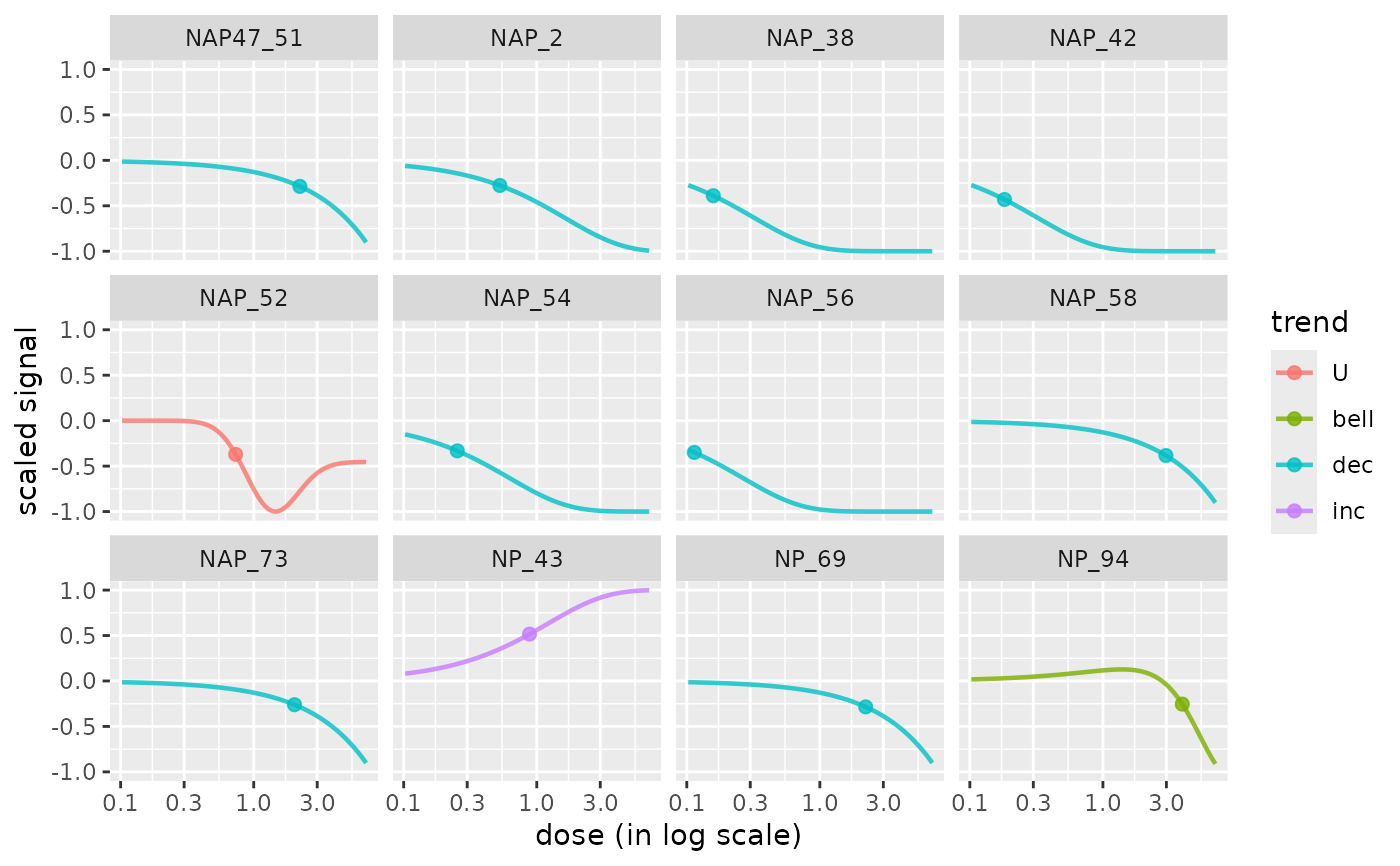 NAP47_51 NAP_2 NAP_38 NAP_42
1.0
0.5
0.0
-0.5
-1.0
NAP_52 NAP_54 NAP_56 NAP_58
1.0
0.5
0.0
-0.5
-1.0
NAP_73 NP_43 NP_69 NP_94
1.0
0.5
0.0
-0.5
-1.0
0.1 0.3 1.0 3.0 0.1 0.3 1.0 3.0 0.1 0.3 1.0 3.0 0.1 0.3 1.0 3.0
dose (in log scale)
scaled signal
trend
U
bell
dec
inc